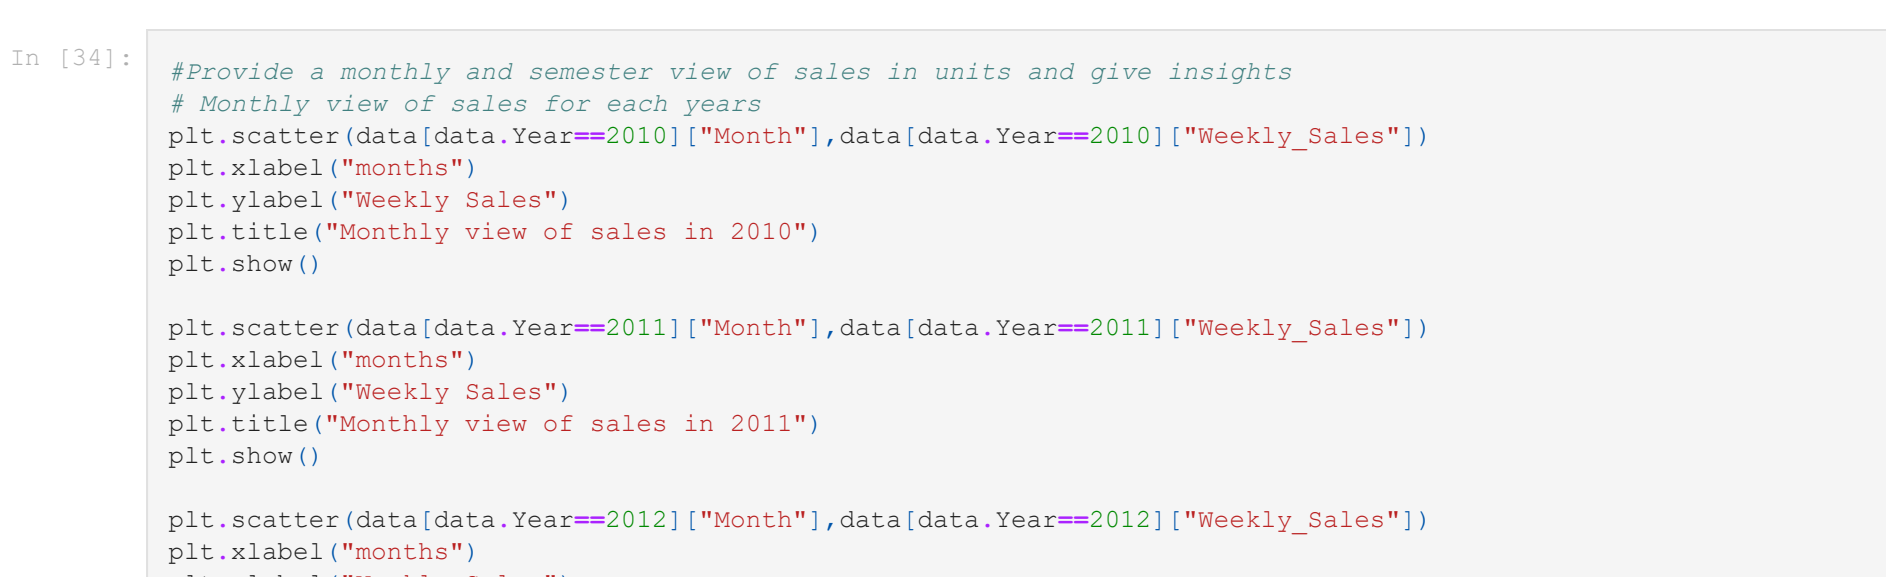 In [34]:
#Provide a monthly and semester view of sales in units and give insights
# Monthly view of sales for each years
plt.scatter(data[data.Year==2010]["Month"],data[data.Year==2010]["Weekly_Sales"])
plt.xlabel("months")
plt.ylabel("Weekly Sales")
plt.title("Monthly view of sales in 2010")
plt.show()
plt.scatter(data[data.Year==2011]["Month"],data[data.Year==2011]["Weekly_Sales"])
plt.xlabel("months")
plt.ylabel("Weekly Sales")
plt.title("Monthly view of sales in 2011")
plt.show()
plt.scatter(data[data.Year==2012]["Month"],data[data.Year==2012]["Weekly_Sales"])
plt.xlabel("months")